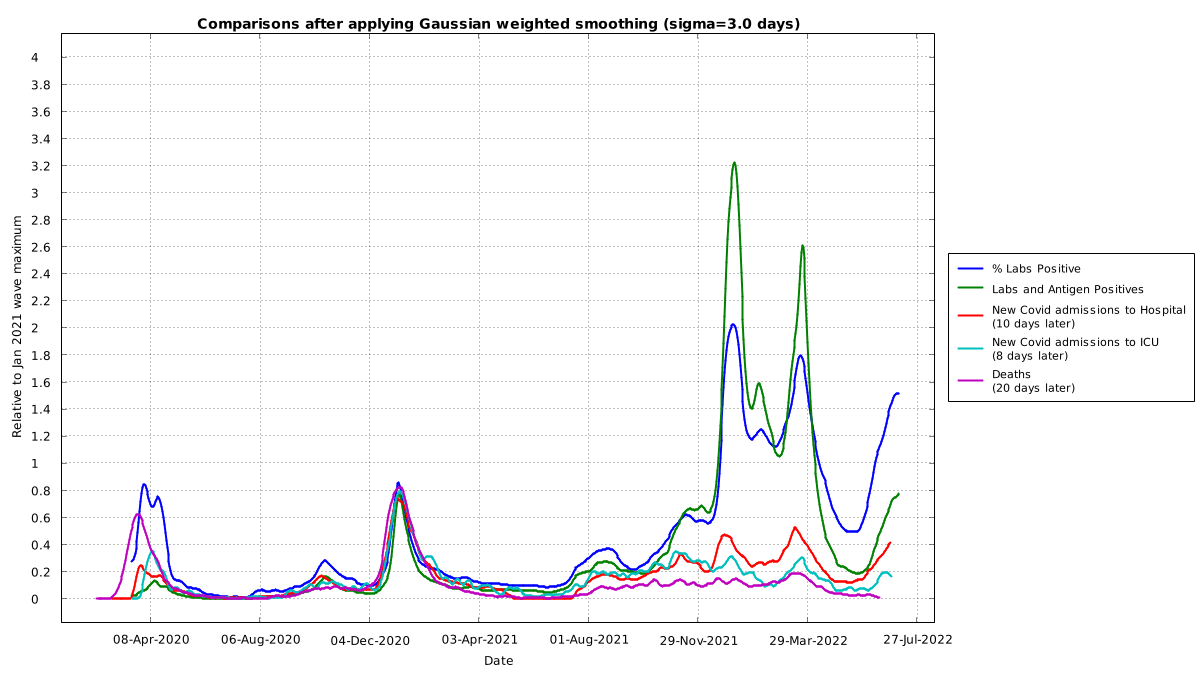 Comparisons after applying Gaussian weighted smoothing (sigma=3.0 days)
Relative to Jan 2021 wave maximum
4
3.8
3.6
3.4
3.2
3
2.8
2.6
2.4
2.2
2
1.8
1.6
1.4
1.2
1
0.8
0.6
0.4
0.2
0
08-Apr-2020
06-Aug-2020
04-Dec-2020
03-Apr-2021
01-Aug-2021
29-Nov-2021
29-Mar-2022
27-Jul-2022
Date
% Labs Positive
Labs and Antigen Positives
New Covid admissions to Hospital
(10 days later)
New Covid admissions to ICU
(8 days later)
Deaths
(20 days later)